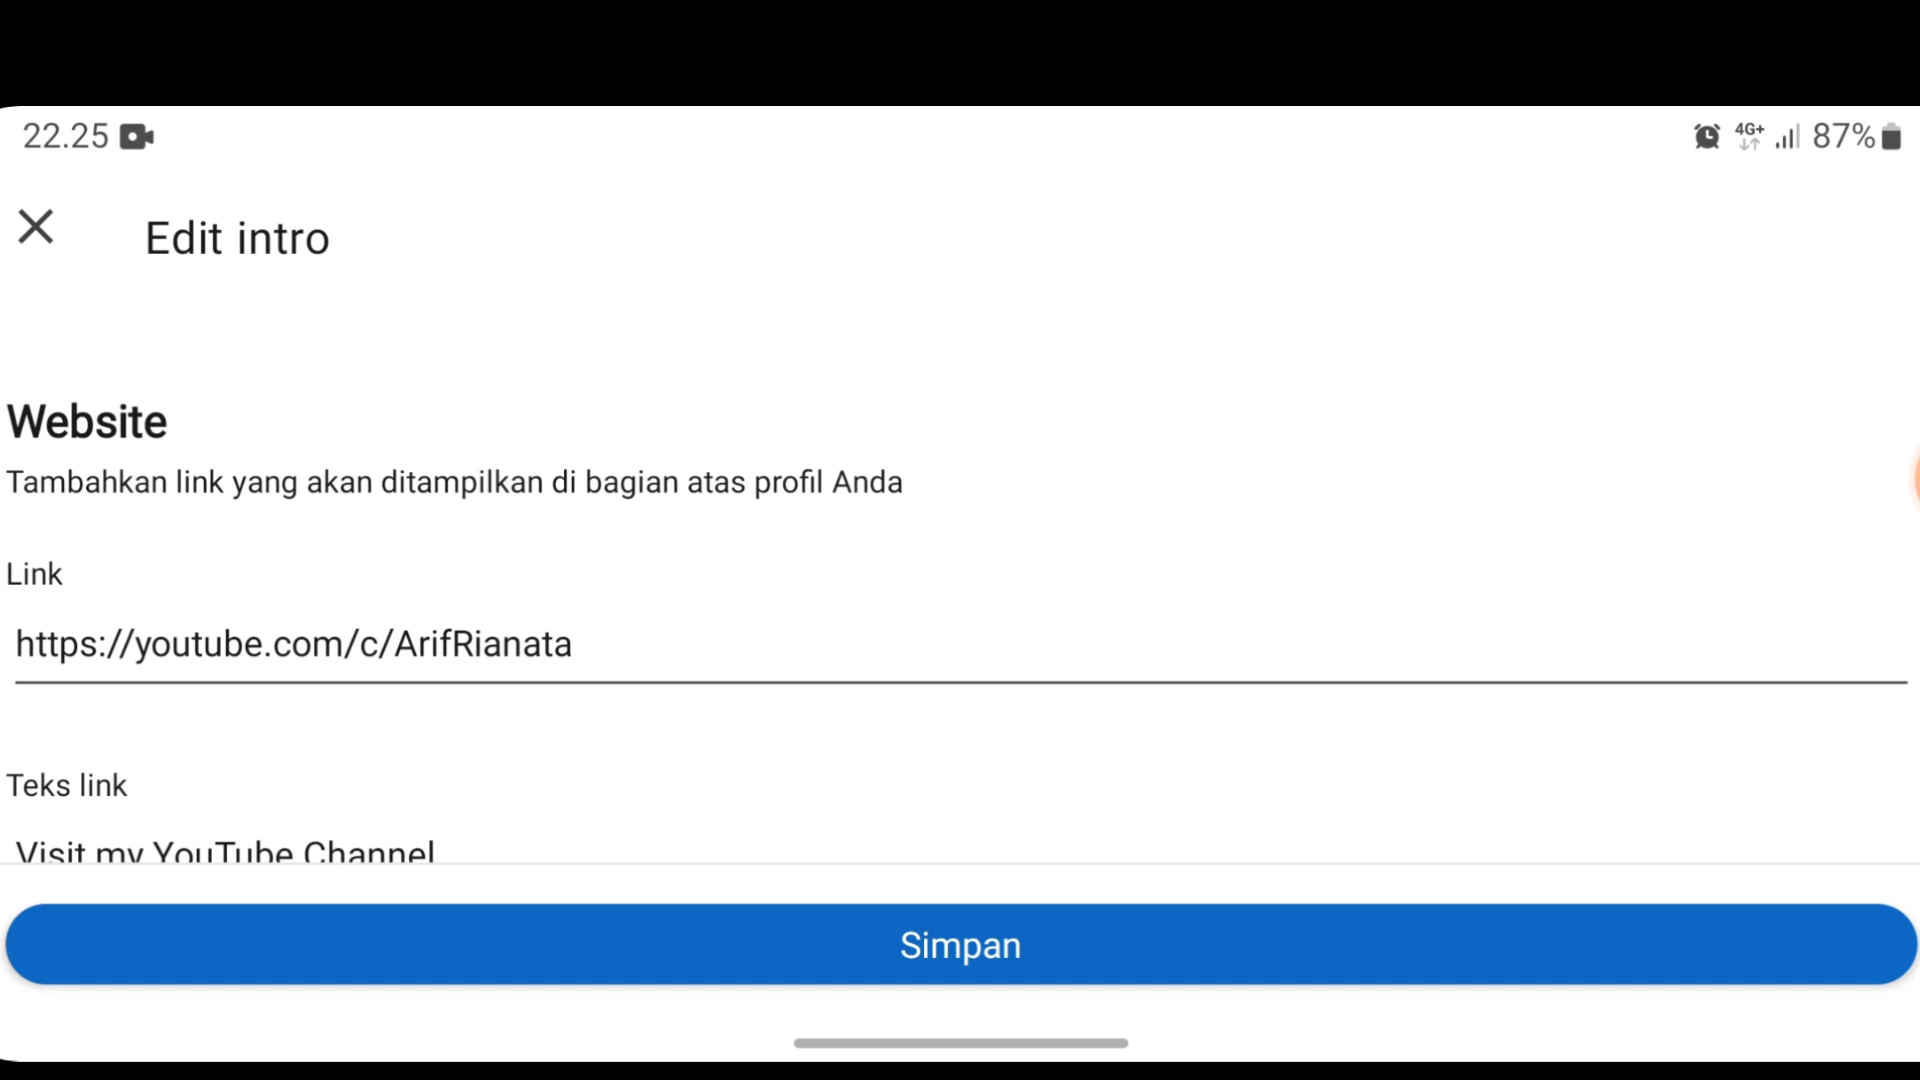 22.25
4G+
87%
Edit intro
Website
Tambahkan link yang akan ditampilkan di bagian atas profil Anda
Link
https://youtube.com/c/ArifRianata
Teks link
Visit my YouTube Channel
Simpan